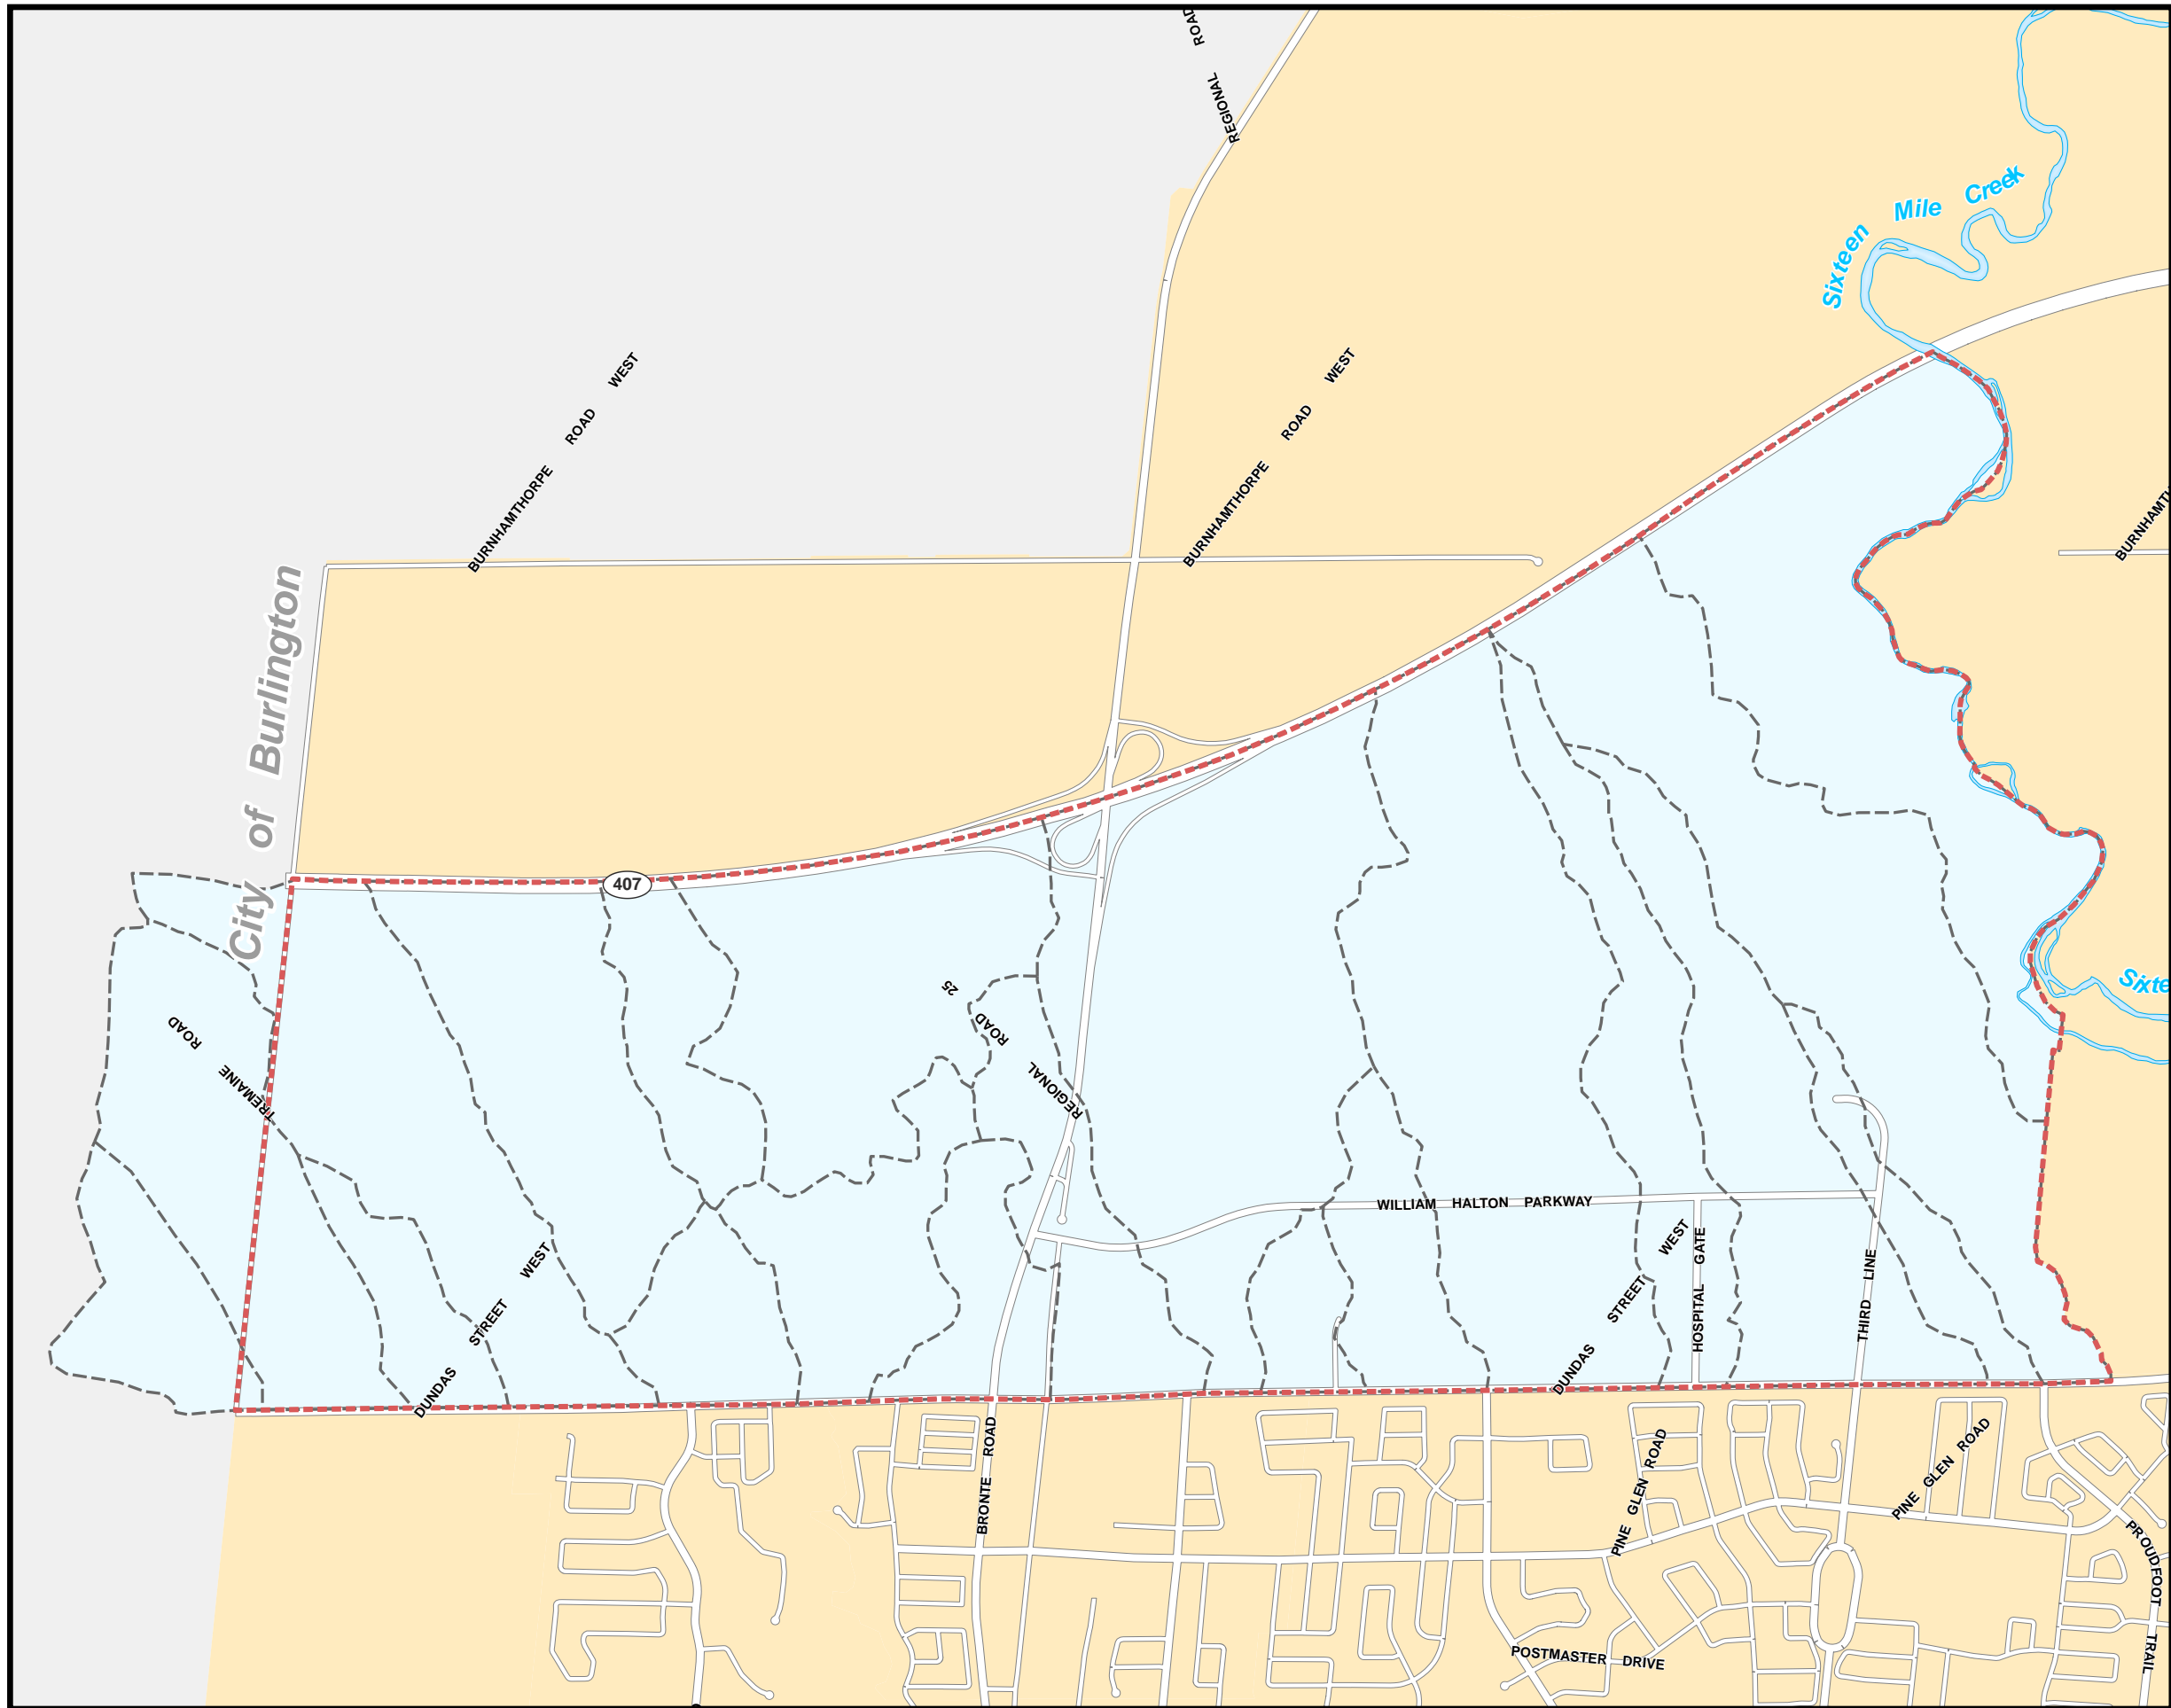 REGIONAL ROAD
Sixteen Mile Creek
BURNHAMTHORPE ROAD WEST
BURNHAMTHORPE ROAD WEST
City of Burlington
407
TREMAINE ROAD
REGIONAL ROAD 25
WILLIAM HALTON PARKWAY
DUNDAS STREET WEST
DUNDAS STREET WEST
HOSPITAL GATE
THIRD LINE
BRONTE ROAD
PINE GLEN ROAD
PINE GLEN ROAD
PROUDFOOT TRAIL
POSTMASTER DRIVE